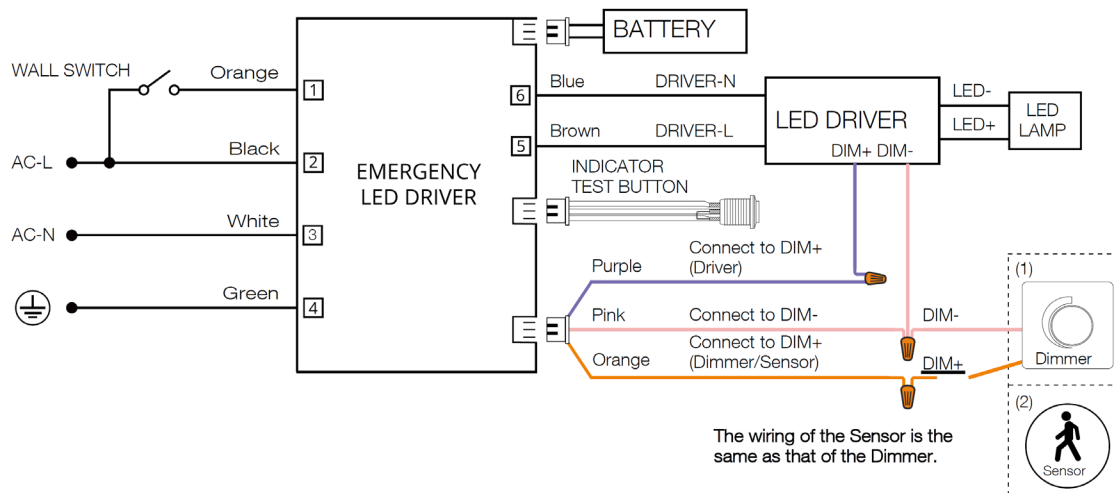 BATTERY
WALL SWITCH
Orange
1
6
Blue
DRIVER-N
LED DRIVER
LED-
LED+
LED
LAMP
Black
AC-L
2
5
Brown
DRIVER-L
DIM+ DIM-
EMERGENCY
LED DRIVER
INDICATOR
TEST BUTTON
White
AC-N
3
Purple
Connect to DIM+
(Driver)
(1)
Green
4
Pink
Connect to DIM-
DIM-
Orange
Connect to DIM+
(Dimmer/Sensor)
DIM+
Dimmer
(2)
The wiring of the Sensor is the
same as that of the Dimmer.
Sensor